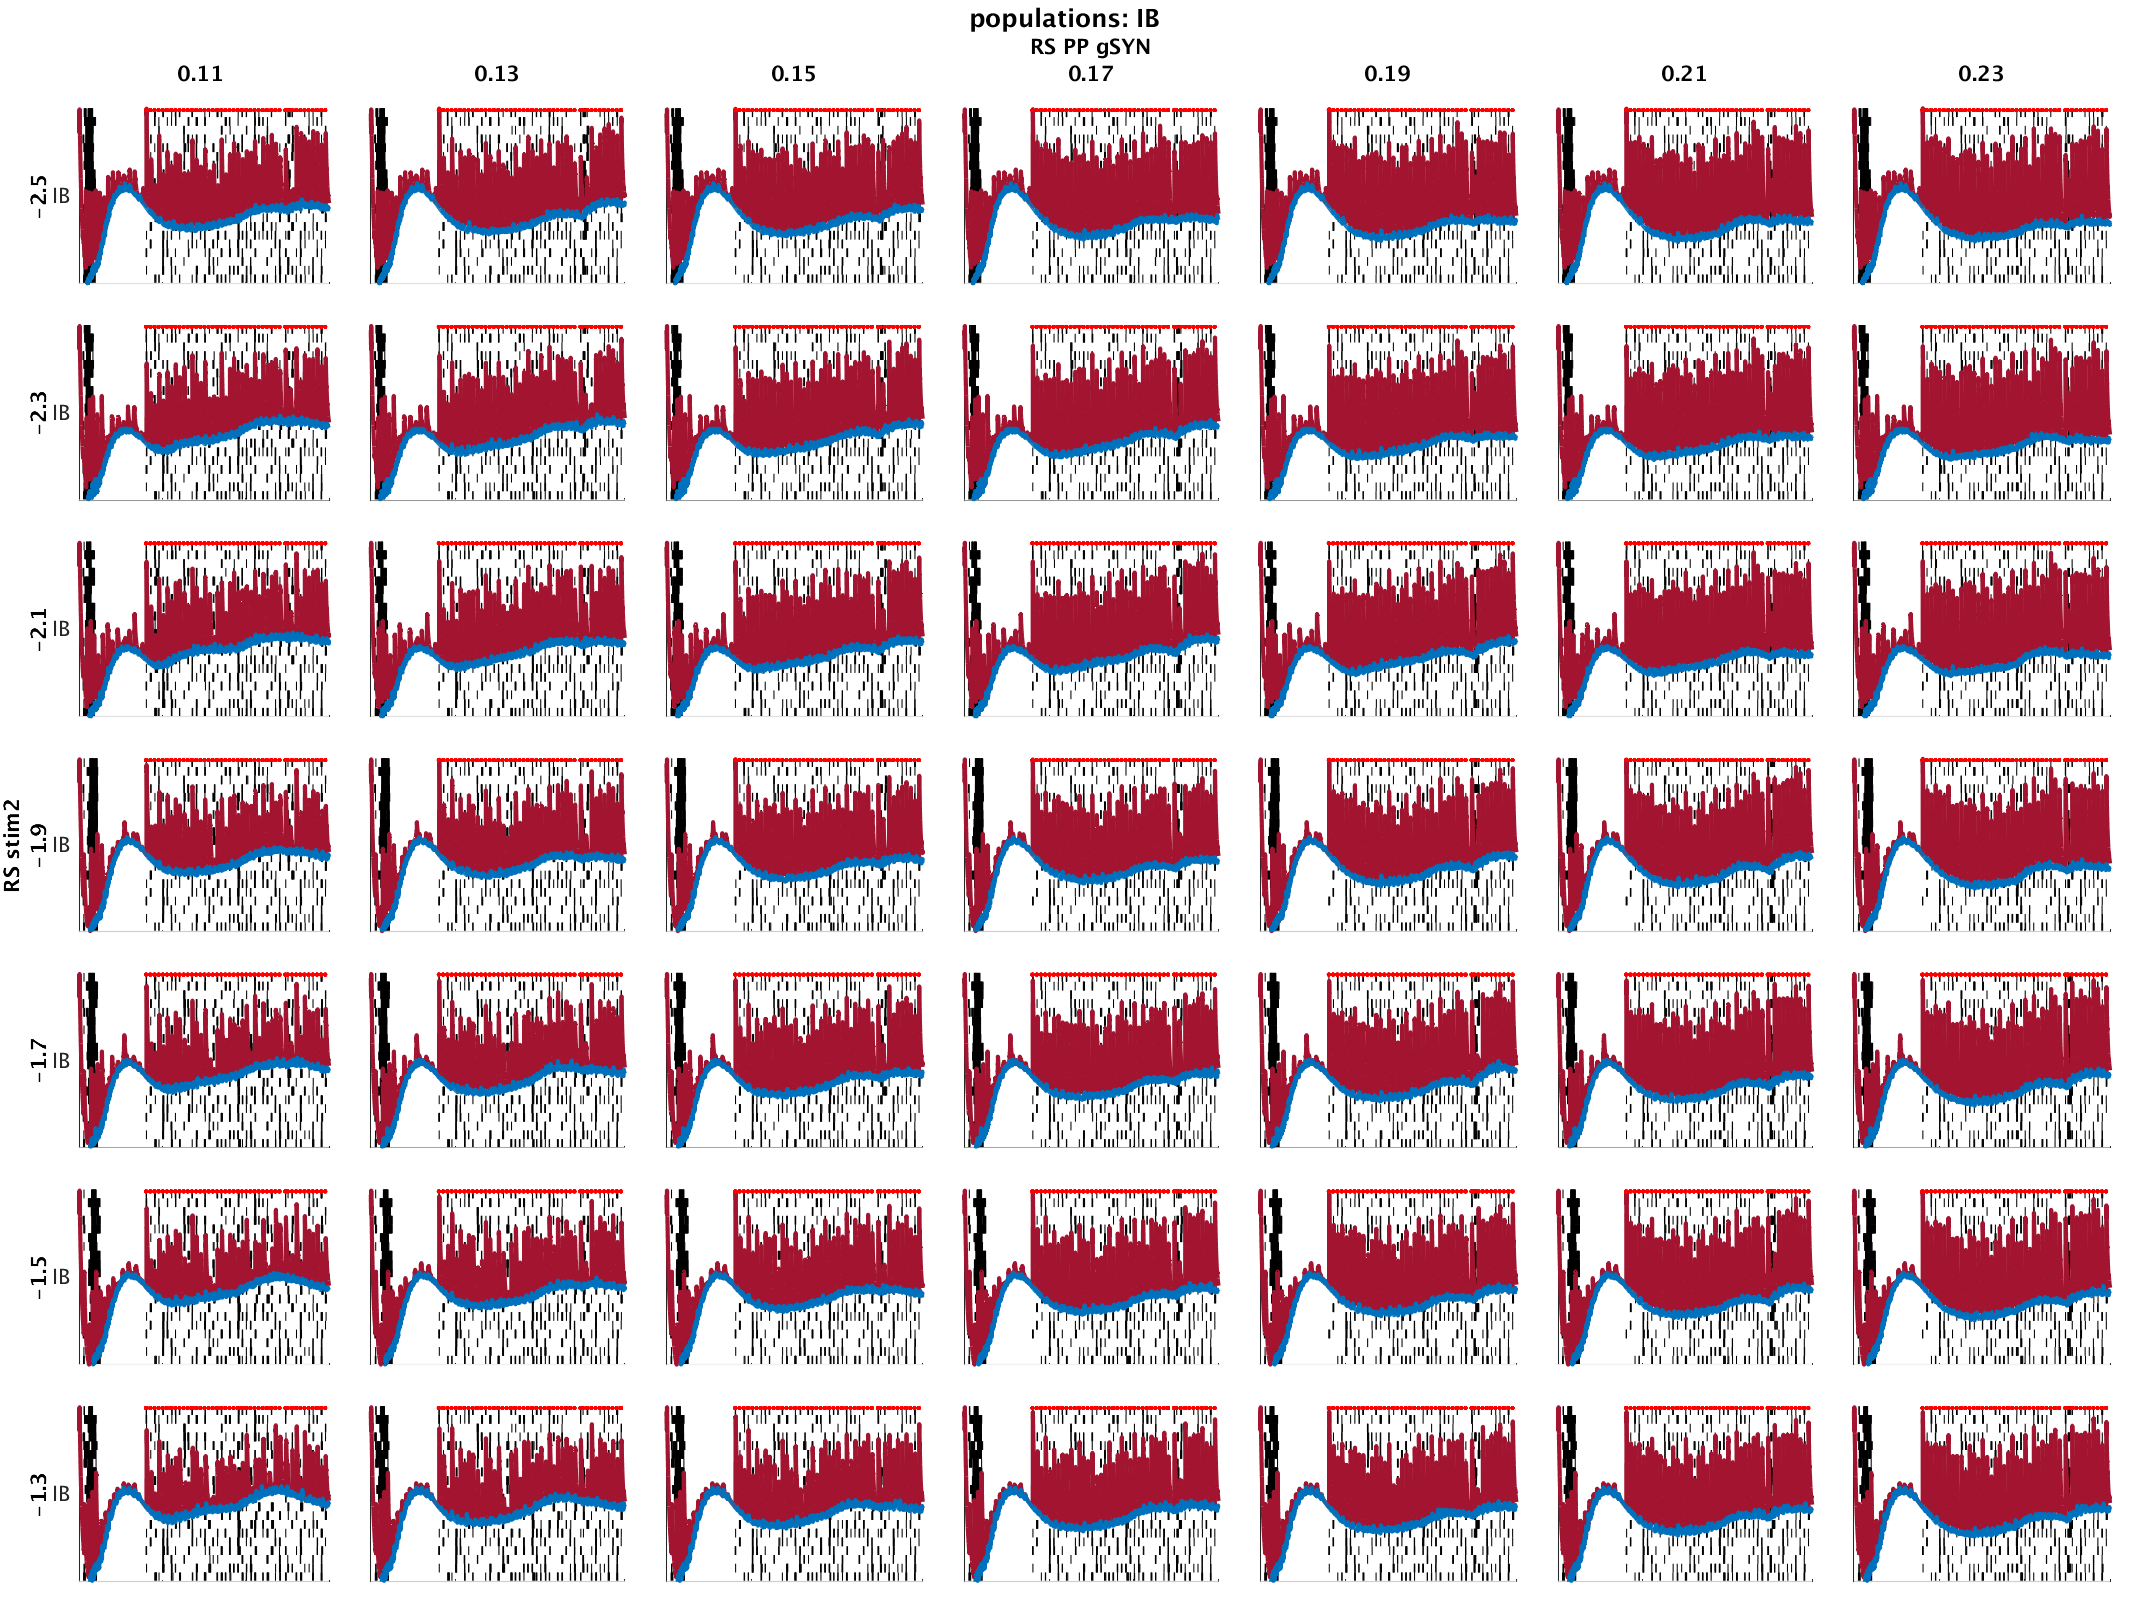 populations: IB
RS PP gSYN
0.11 0.13 0.15 0.17 0.19 0.21 0.23
-2.5 IB
-2.3 IB
-2.1 IB
RS stim2
-1.9 IB
-1.7 IB
-1.5 IB
-1.3 IB